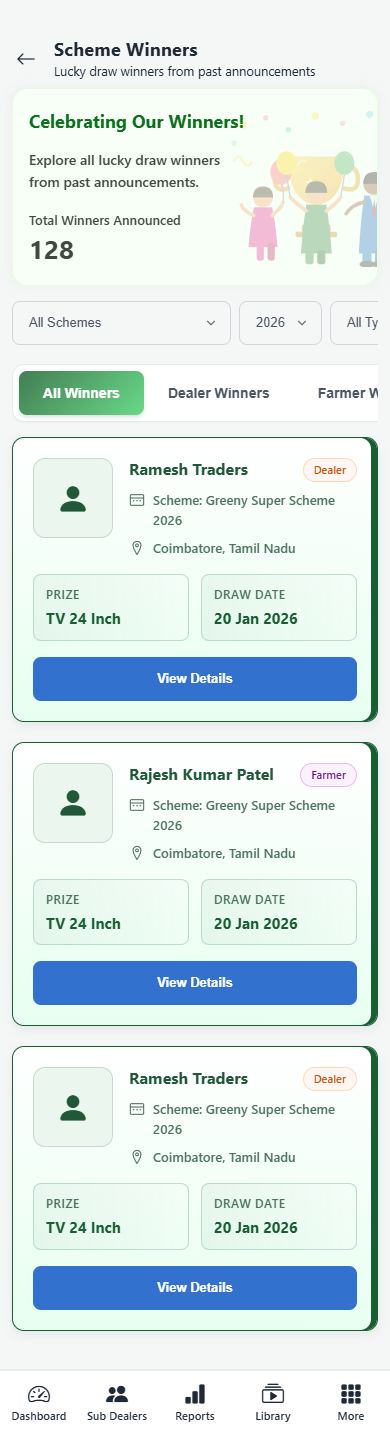 Scheme Winners
Lucky draw winners from past announcements
Celebrating Our Winners!
Explore all lucky draw winners
from past announcements.
Total Winners Announced
128
All Schemes
2026
All Ty
All Winners
Dealer Winners
Farmer W
Ramesh Traders
Dealer
Scheme: Greeny Super Scheme
2026
Coimbatore, Tamil Nadu
PRIZE
DRAW DATE
TV 24 Inch
20 Jan 2026
View Details
Rajesh Kumar Patel
Farmer
Scheme: Greeny Super Scheme
2026
Coimbatore, Tamil Nadu
PRIZE
DRAW DATE
TV 24 Inch
20 Jan 2026
View Details
Ramesh Traders
Dealer
Scheme: Greeny Super Scheme
2026
Coimbatore, Tamil Nadu
PRIZE
DRAW DATE
TV 24 Inch
20 Jan 2026
View Details
Dashboard
Sub Dealers
Reports
Library
More